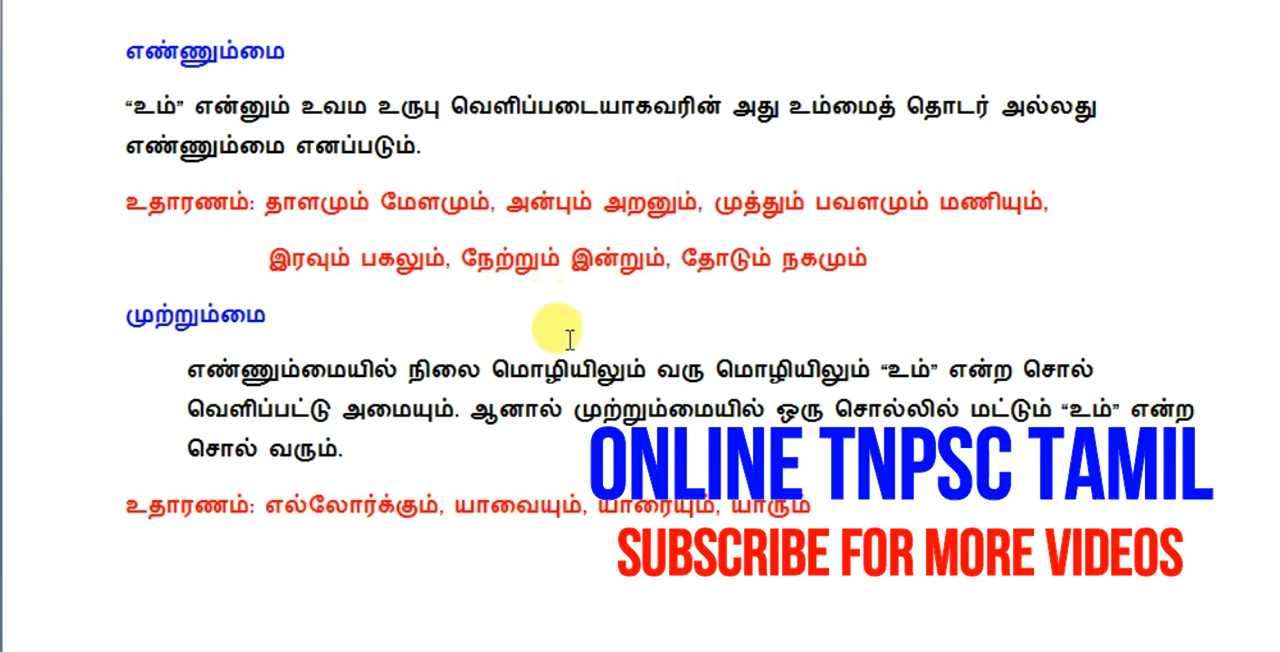 எண்ணும்மை
“உம்” என்னும் உவம உருபு வெளிப்படையாகவரின் அது உம்மைத் தொடர் அல்லது
எண்ணும்மை எனப்படும்.
உதாரணம்: தாளமும் மேளமும், அன்பும் அறனும், முத்தும் பவளமும் மணியும்,
இரவும் பகலும், நேற்றும் இன்றும், தோடும் நகமும்
முற்றும்மை
எண்ணும்மையில் நிலை மொழியிலும் வரு மொழியிலும் “உம்” என்ற சொல்
வெளிப்பட்டு அமையும். ஆனால் முற்றும்மையில் ஒரு சொல்லில் மட்டும் “உம்” என்ற
சொல் வரும்.
ONLINE TNPSC TAMIL
உதாரணம்: எல்லோர்க்கும், யாவையும், யாரையும், யாரும்
SUBSCRIBE FOR MORE VIDEOS